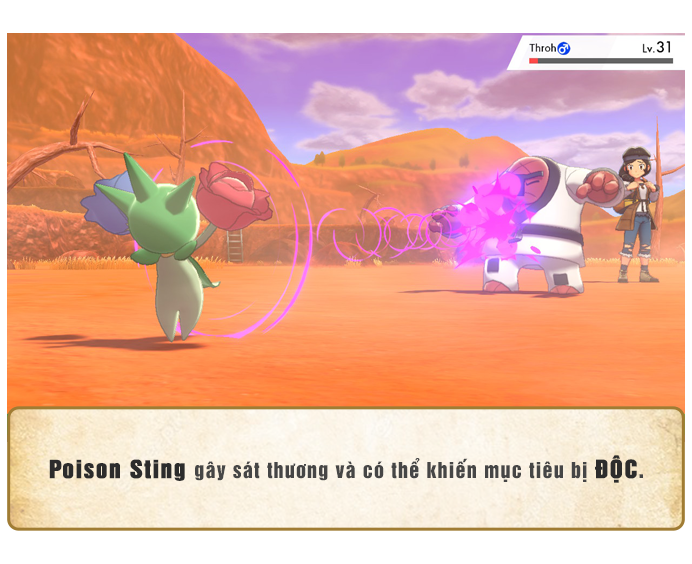 Throh♂ Lv.31
Poison Sting gây sát thương và có thể khiến mục tiêu bị ĐỘC.